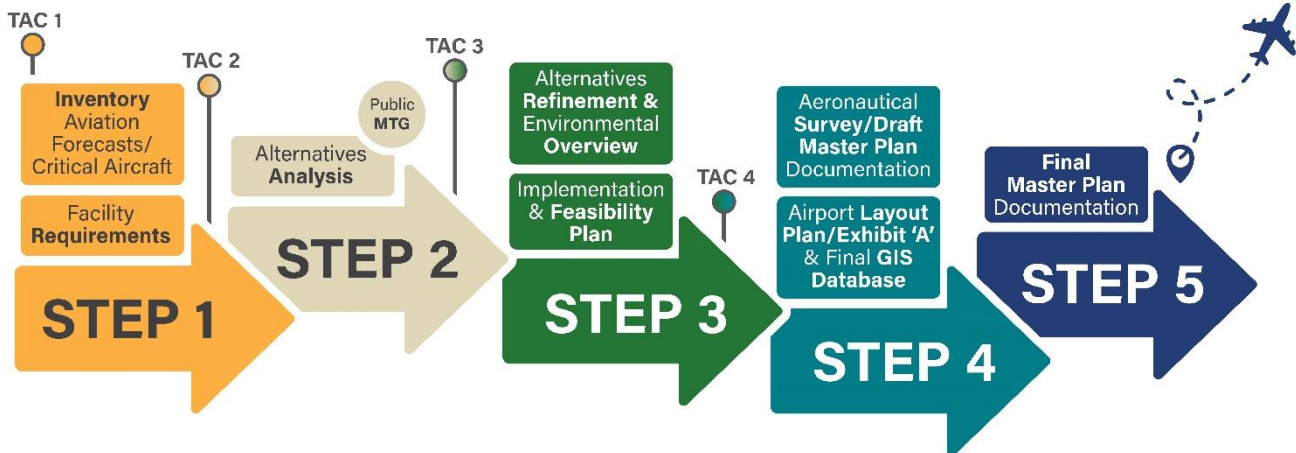 TAC 1
Inventory
Aviation
Forecasts/
Critical Aircraft
Facility
Requirements
STEP 1
TAC 2
Alternatives
Analysis
Public
MTG
STEP 2
TAC 3
Alternatives
Refinement &
Environmental
Overview
Implementation
& Feasibility
Plan
STEP 3
TAC 4
Aeronautical
Survey/Draft
Master Plan
Documentation
Airport Layout
Plan/Exhibit ‘A’
& Final GIS
Database
STEP 4
Final
Master Plan
Documentation
STEP 5